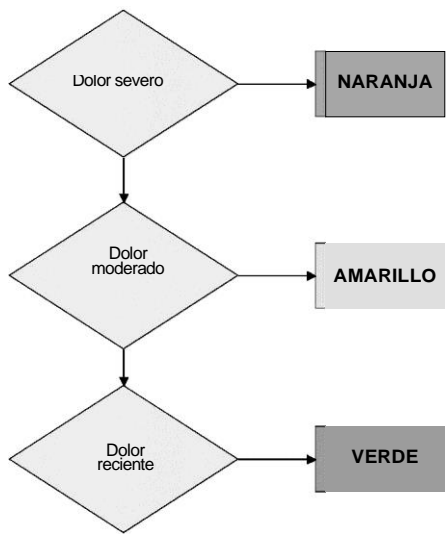 Dolor severo
NARANJA
Dolor
moderado
AMARILLO
Dolor
reciente
VERDE